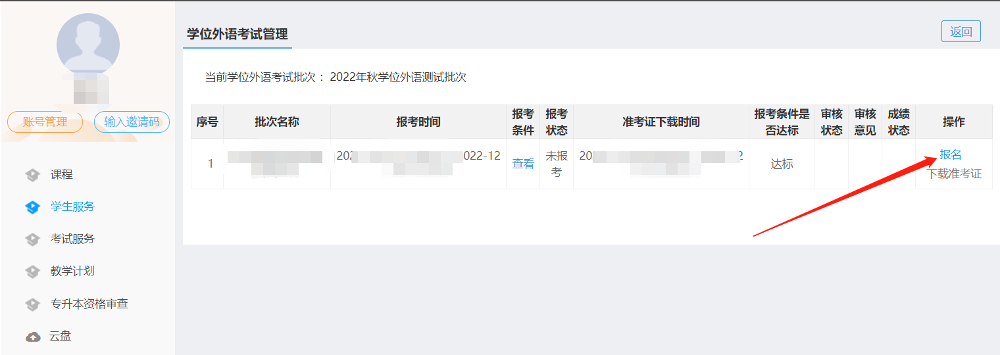 账号管理
输入邀请码
课程
学生服务
考试服务
教学计划
专升本资格审查
云盘
学位外语考试管理
返回
当前学位外语考试批次： 2022年秋学位外语测试批次
序号
批次名称
报考时间
报考
条件
报考
状态
准考证下载时间
报考条件是
否达标
审核
状态
审核
意见
成绩
状态
操作
1
202
022-12
查看
未报
考
20
2
达标
报名
下载准考证